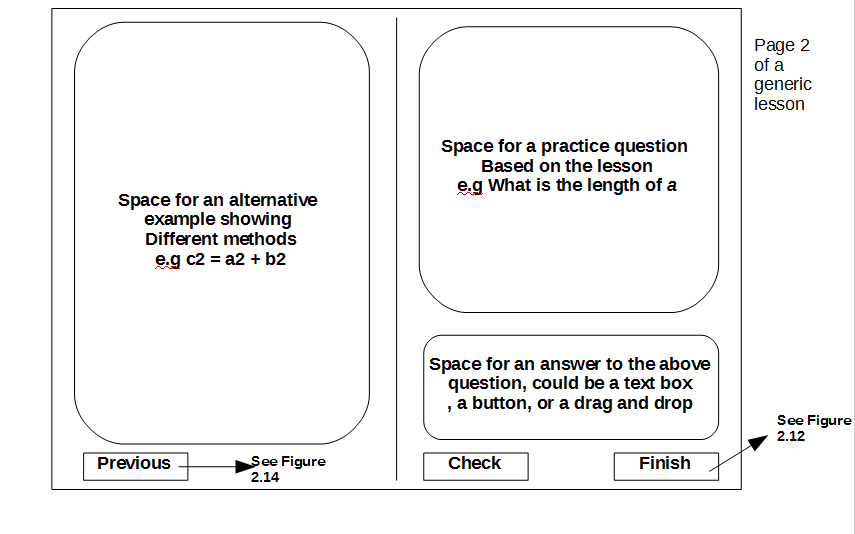 Space for an alternative
example showing
Different methods
e.g c2 = a2 + b2
Previous
See Figure
2.14
Space for a practice question
Based on the lesson
e.g What is the length of a
Space for an answer to the above
question, could be a text box
, a button, or a drag and drop
Check
Finish
See Figure
2.12
Page 2
of a
generic
lesson